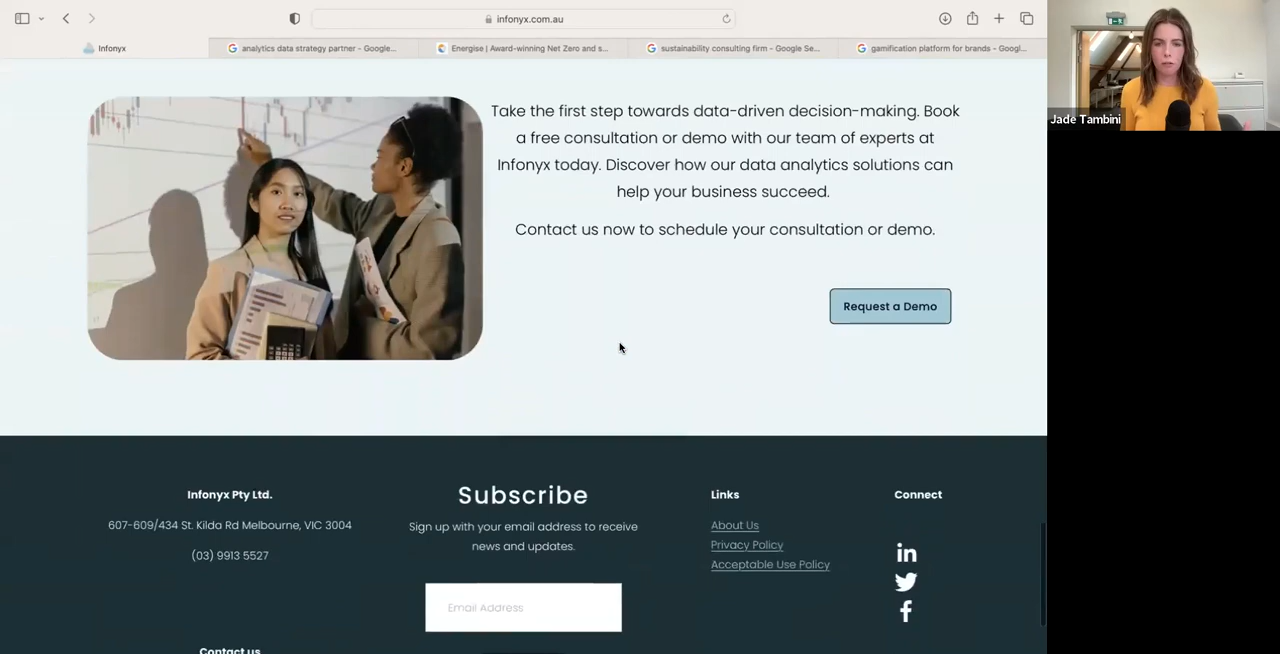 infonyx.com.au
Infonyx
analytics data strategy partner - Google...
Energise | Award-winning Net Zero and s...
sustainability consulting firm - Google Se...
gamification platform for brands - Googl...
Jade Tambini
Take the first step towards data-driven decision-making. Book
a free consultation or demo with our team of experts at
Infonyx today. Discover how our data analytics solutions can
help your business succeed.
Contact us now to schedule your consultation or demo.
Request a Demo
Infonyx Pty Ltd.
607-609/434 St. Kilda Rd Melbourne, VIC 3004
(03) 9913 5527
Contact us
Subscribe
Sign up with your email address to receive
news and updates.
Email Address
Links
About Us
Privacy Policy
Acceptable Use Policy
Connect